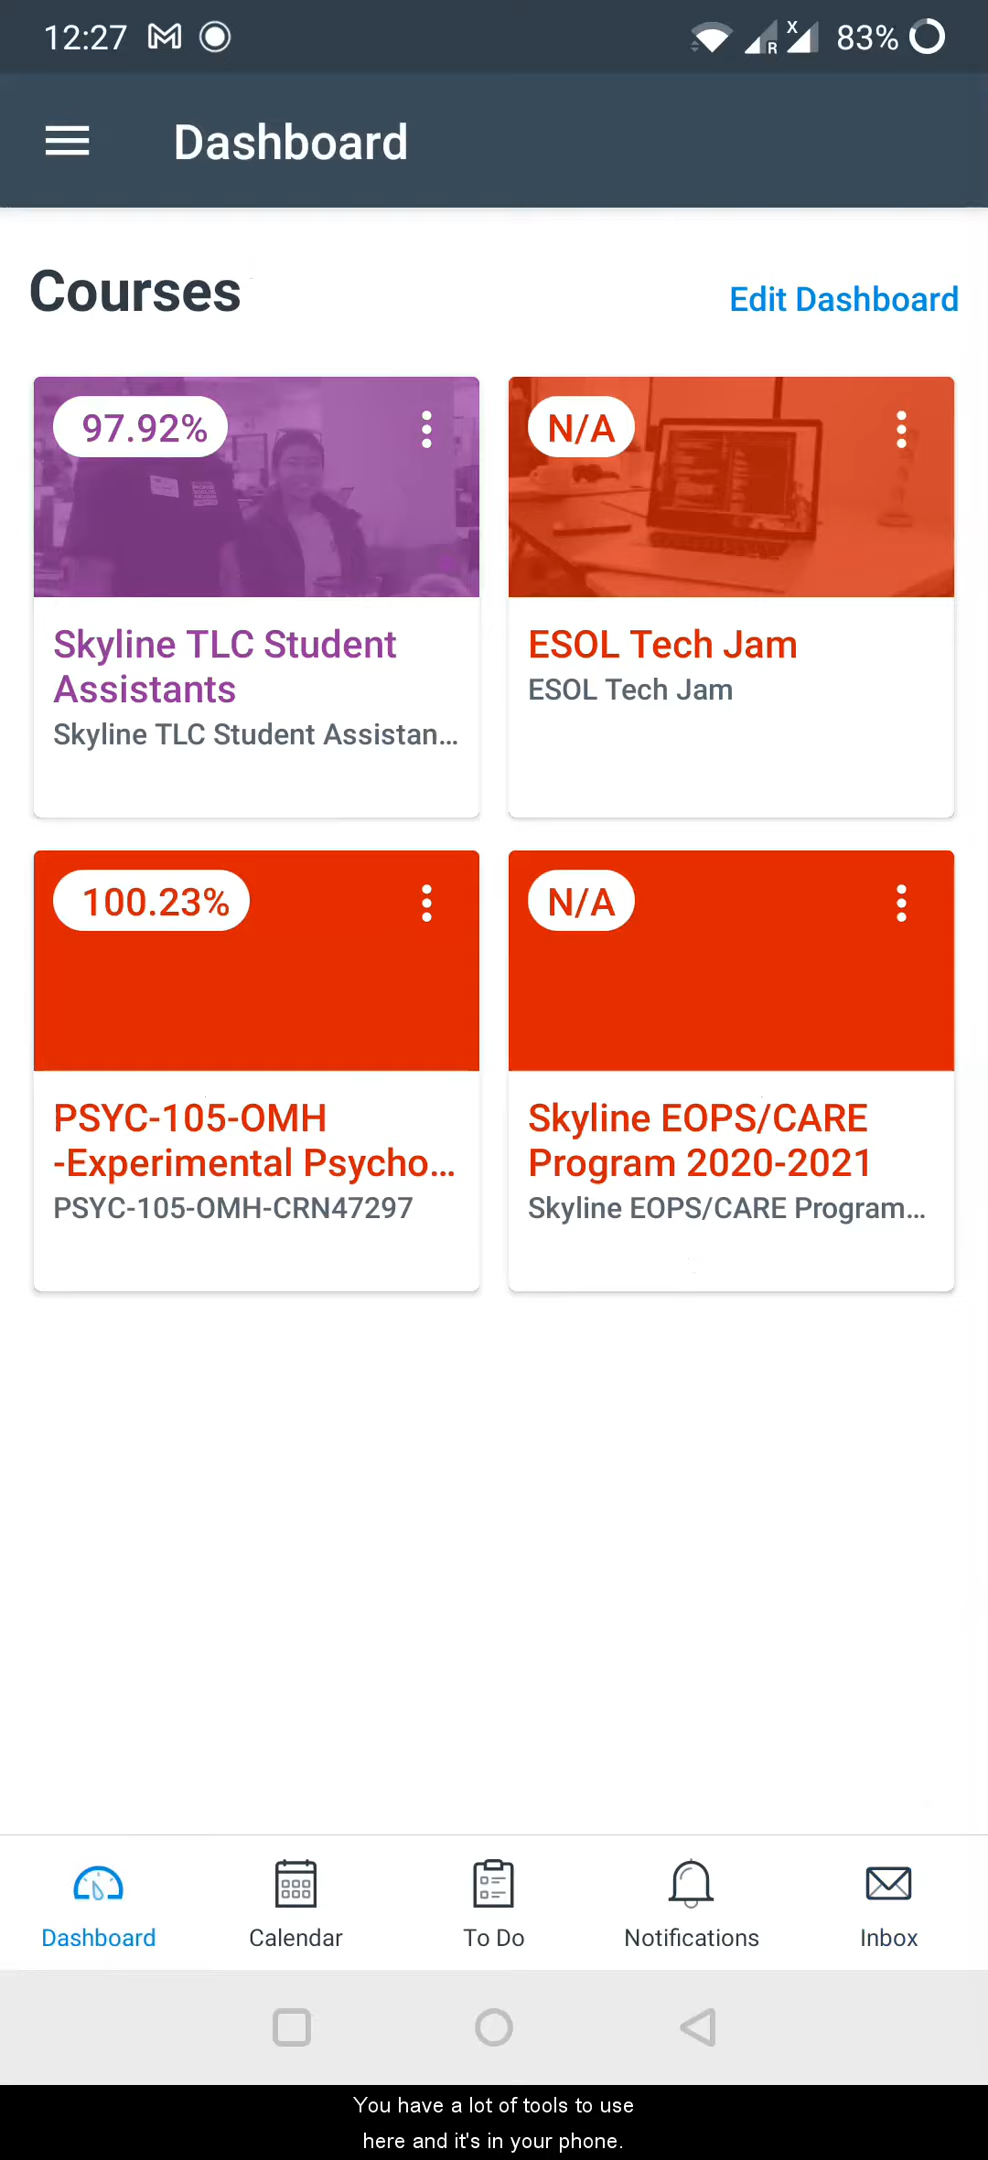 12:27
R
X
83%
Dashboard
Courses
Edit Dashboard
97.92%
N/A
Skyline TLC Student
Assistants
Skyline TLC Student Assistan...
ESOL Tech Jam
ESOL Tech Jam
100.23%
N/A
PSYC-105-OMH
-Experimental Psycho...
PSYC-105-OMH-CRN47297
Skyline EOPS/CARE
Program 2020-2021
Skyline EOPS/CARE Program...
Dashboard
Calendar
To Do
Notifications
Inbox
You have a lot of tools to use
here and it's in your phone.